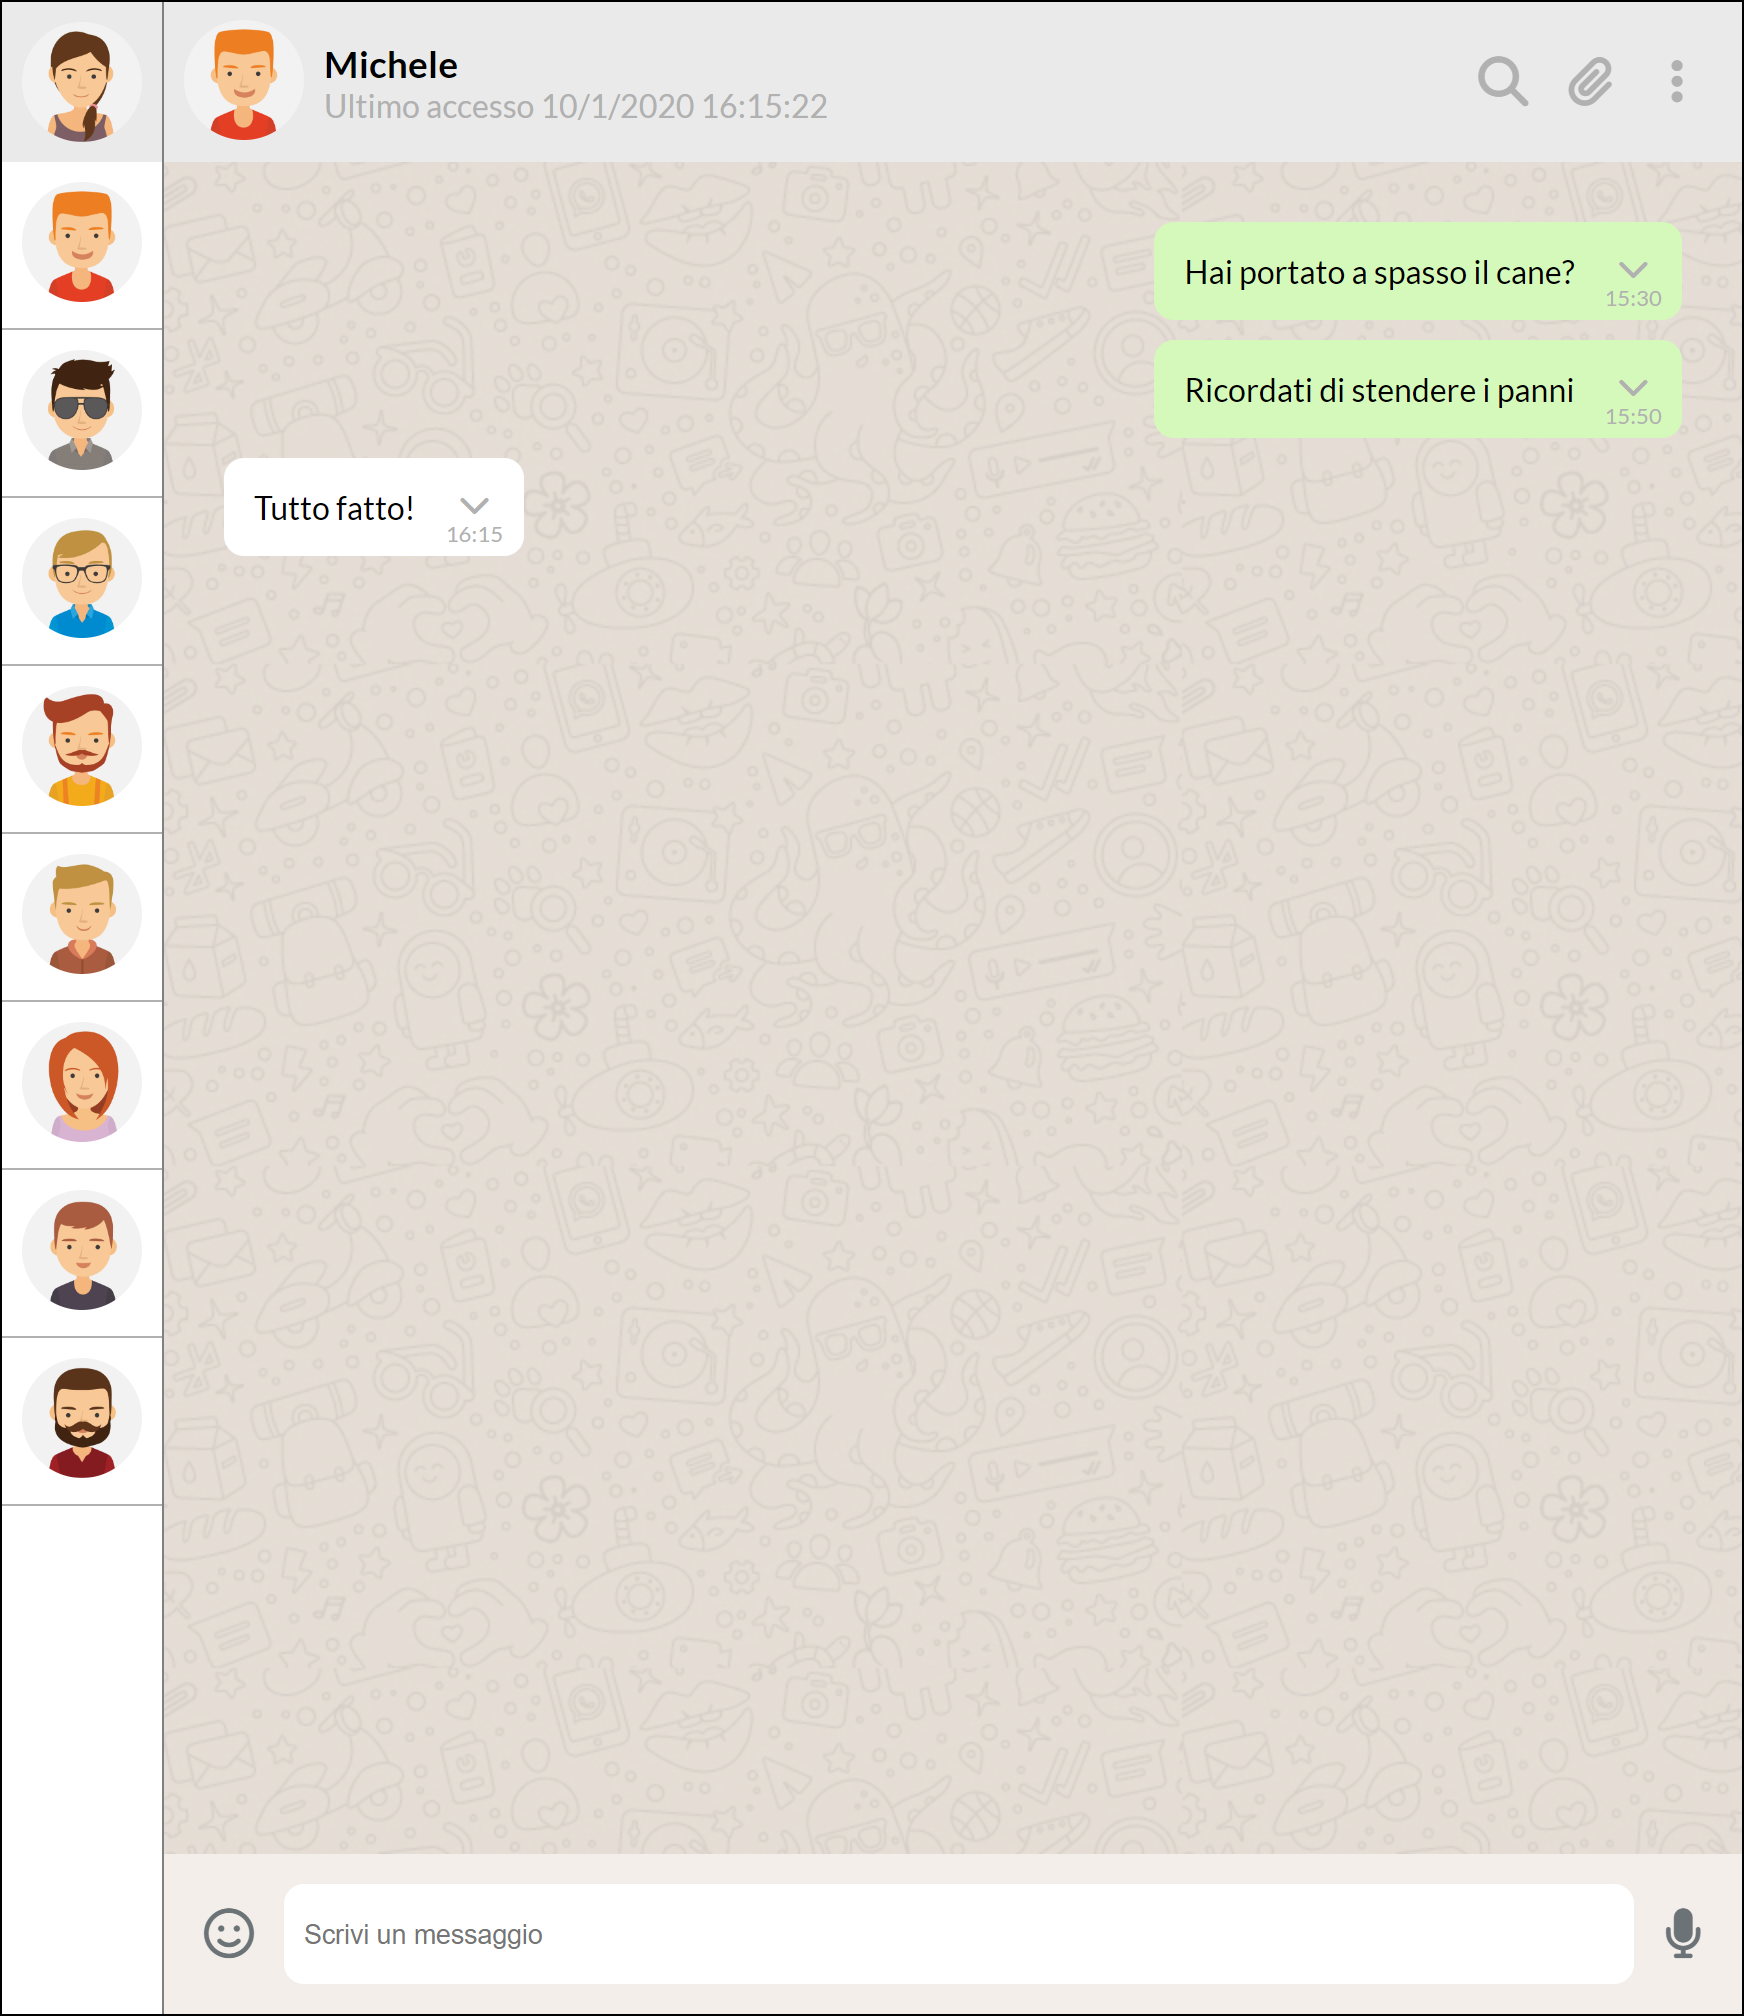 Michele
Ultimo accesso 10/1/2020 16:15:22
Hai portato a spasso il cane?
15:30
Ricordati di stendere i panni
15:50
Tutto fatto!
16:15
Scrivi un messaggio